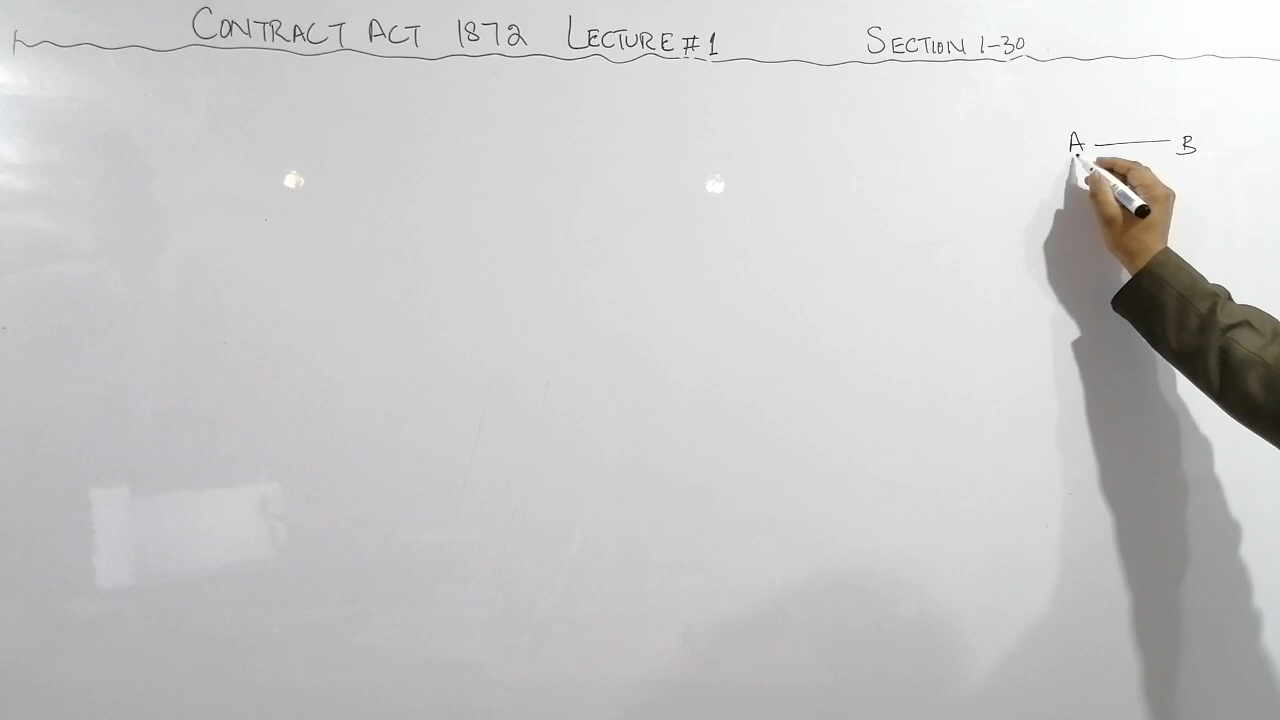 CONTRACT ACT 1872 LECTURE #1 SECTION 1-30
A — B